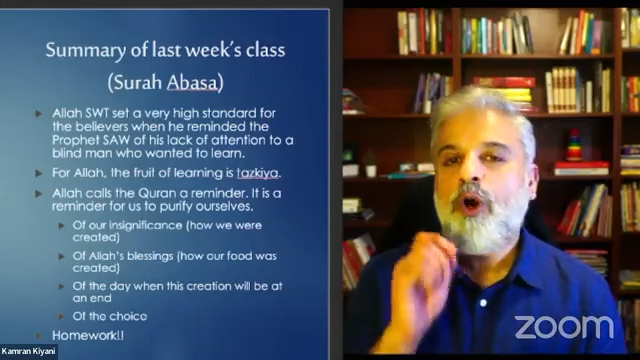 Summary of last week's class
(Surah Abasa)
Allah SWT set a very high standard for
the believers when he reminded the
Prophet SAW of his lack of attention to a
blind man who wanted to learn.
For Allah, the fruit of learning is tazkiya.
Allah calls the Quran a reminder. It is a
reminder for us to purify ourselves.
Of our insignificance (how we were
created)
Of Allah's blessings (how our food was
created)
Of the day when this creation will be at
an end
Of the choice
Homework!!
Kamran Kiyani
zoom